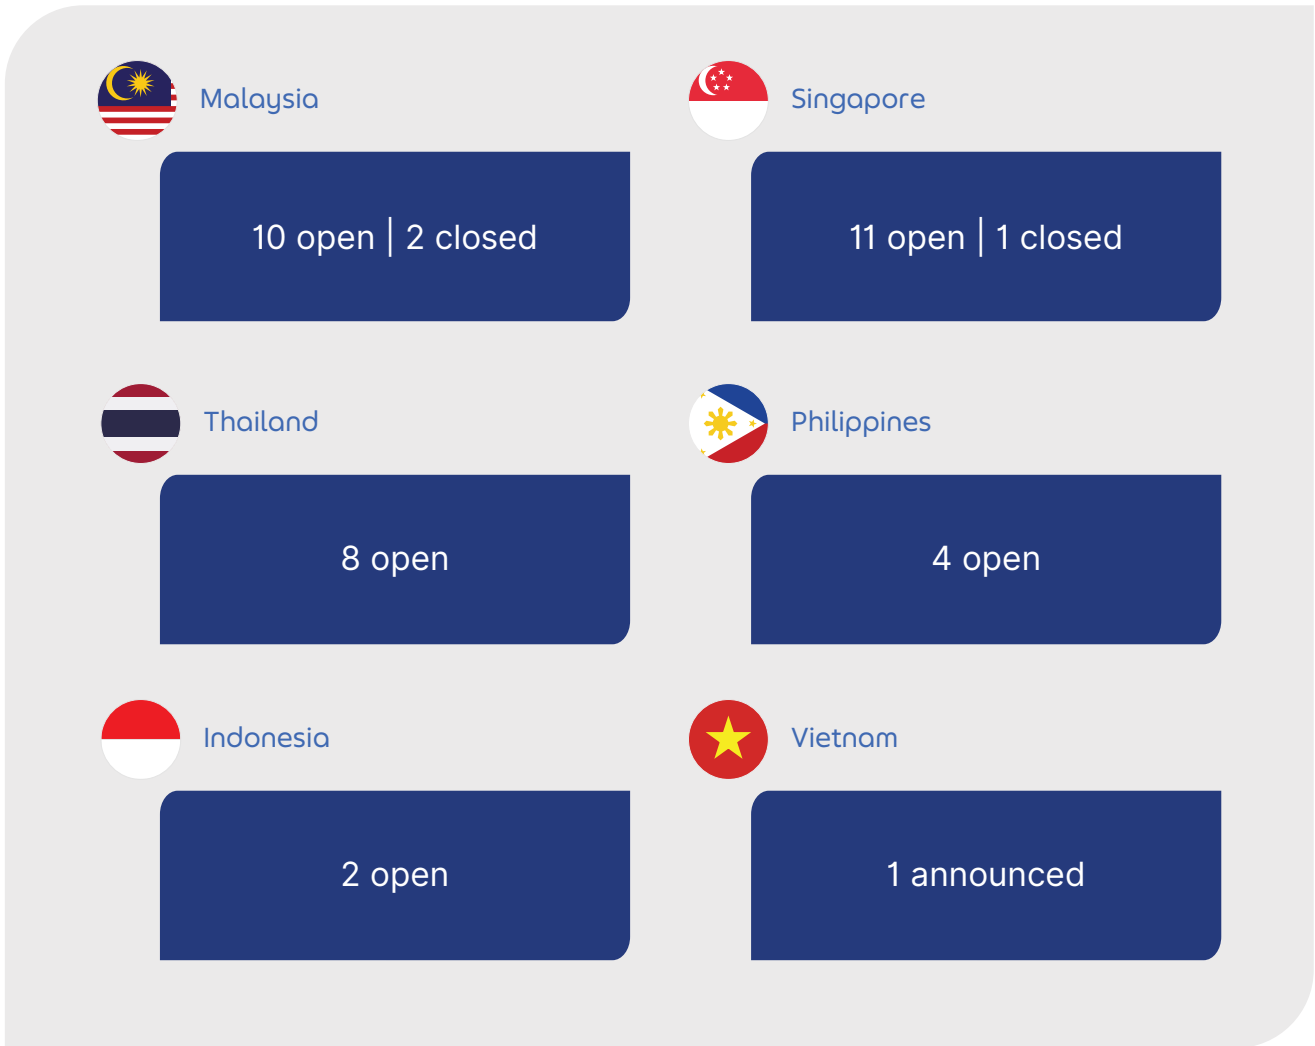 Malaysia
10 open | 2 closed
Singapore
11 open | 1 closed
Thailand
8 open
Philippines
4 open
Indonesia
2 open
Vietnam
1 announced